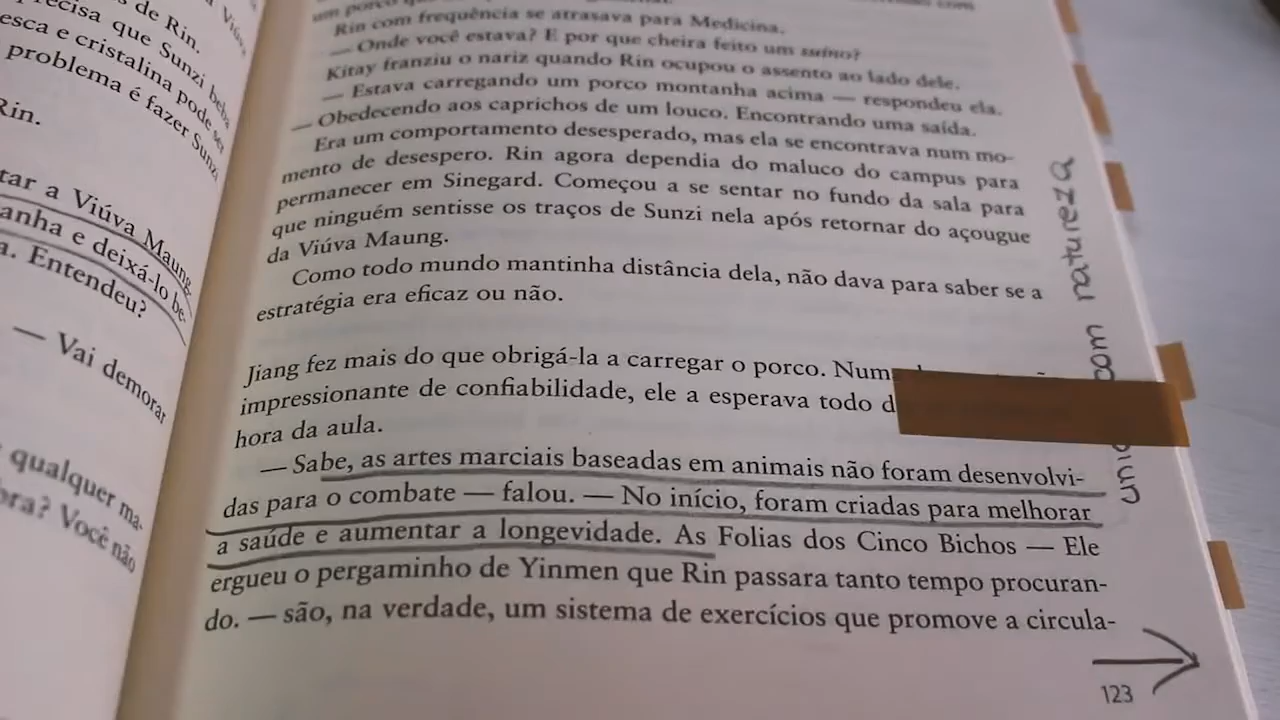 s de Rin.
ecisa que Sunzi beba
esca e cristalina pode ser
problema é fazer Sunzi
Rin.
tar a Viúva Maung
anha e deixá-lo be-
a. Entendeu?
— Vai demorar
qualquer ma-
bra? Você não
um porco que
Rin com frequência se atrasava para Medicina.
— Onde você estava? E por que cheira feito um suíno?
Kitay franziu o nariz quando Rin ocupou o assento ao lado dele.
— Estava carregando um porco montanha acima — respondeu ela.
— Obedecendo aos caprichos de um louco. Encontrando uma saída.
Era um comportamento desesperado, mas ela se encontrava num mo-
mento de desespero. Rin agora dependia do maluco do campus para
permanecer em Sinegard. Começou a se sentar no fundo da sala para
que ninguém sentisse os traços de Sunzi nela após retornar do açougue
da Viúva Maung.
Como todo mundo mantinha distância dela, não dava para saber se a
estratégia era eficaz ou não.
Jiang fez mais do que obrigá-la a carregar o porco. Num
impressionante de confiabilidade, ele a esperava todo d
hora da aula.
— Sabe, as artes marciais baseadas em animais não foram desenvolvi-
das para o combate — falou. — No início, foram criadas para melhorar
a saúde e aumentar a longevidade. As Folias dos Cinco Bichos — Ele
ergueu o pergaminho de Yinmen que Rin passara tanto tempo procuran-
do. — são, na verdade, um sistema de exercícios que promove a circula-
123
com natureza